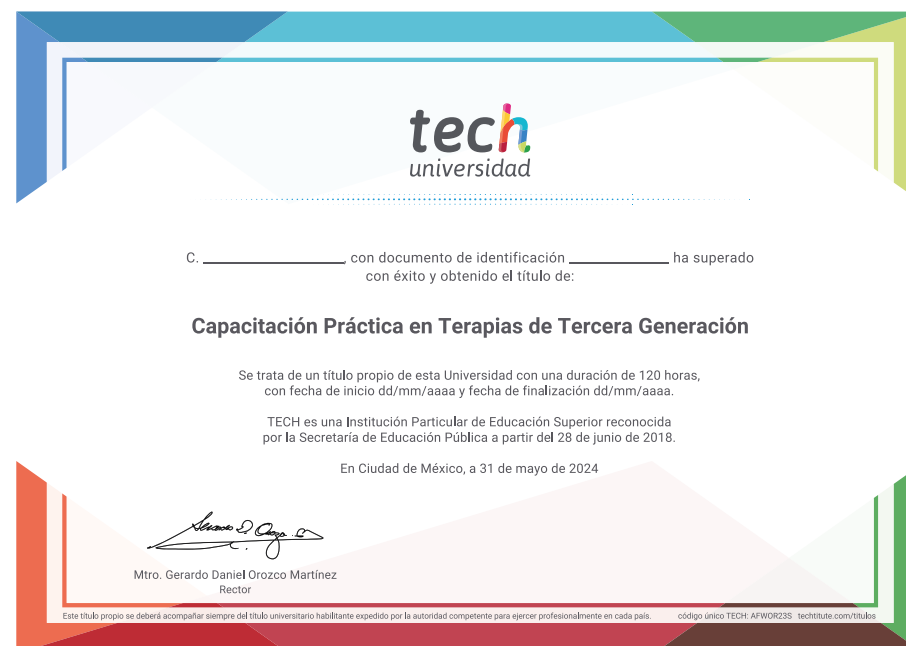 tech
universidad
C. ____________, con documento de identificación ____________ ha superado
con éxito y obtenido el título de:
Capacitación Práctica en Terapias de Tercera Generación
Se trata de un título propio de esta Universidad con una duración de 120 horas,
con fecha de inicio dd/mm/aaaa y fecha de finalización dd/mm/aaaa.
TECH es una Institución Particular de Educación Superior reconocida
por la Secretaría de Educación Pública a partir del 28 de junio de 2018.
En Ciudad de México, a 31 de mayo de 2024
Mtro. Gerardo Daniel Orozco Martínez
Rector
Este título propio se deberá acompañar siempre del título universitario habilitante expedido por la autoridad competente para ejercer profesionalmente en cada país. código único TECH: AFWOR23S techtitute.com/titulos